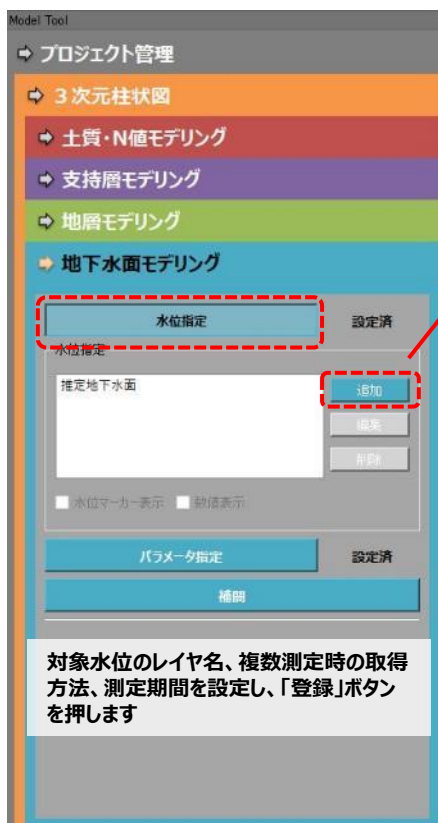 Model Tool
プロジェクト管理
３次元柱状図
土質・N値モデリング
支持層モデリング
地層モデリング
地下水面モデリング
水位指定 設定済
水位指定
推定地下水面
追加
編集
削除
水位マーカー表示 数値表示
パラメータ指定 設定済
補間
対象水位のレイヤ名、複数測定時の取得
方法、測定期間を設定し、「登録」ボタン
を押します